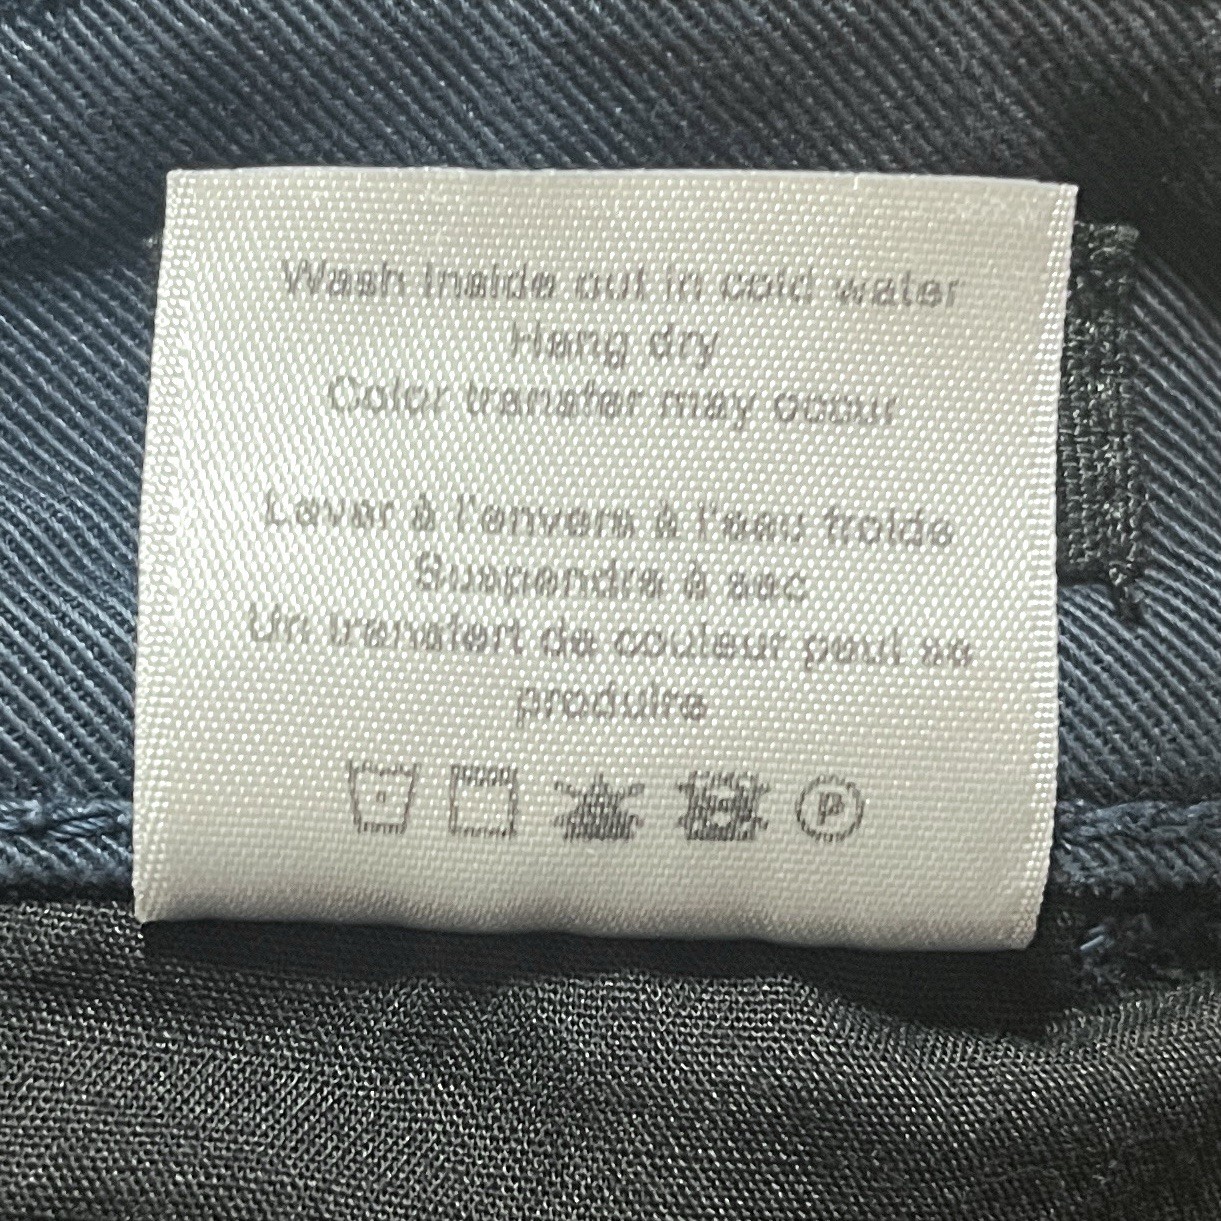 Wash inside out in cold water
Hang dry
Color transfer may occur
Laver à l'envers à l'eau froide
Suspendre à sec
Un transfert de couleur peut se
produire
P